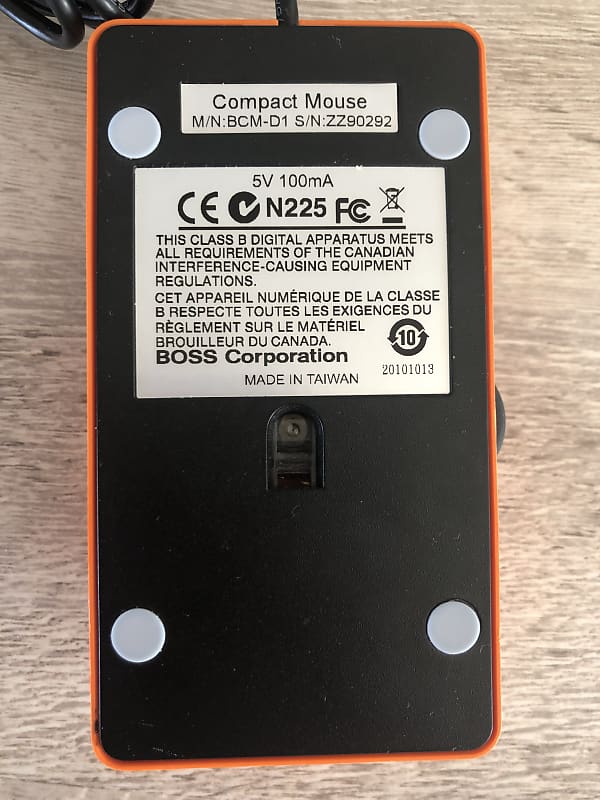 Compact Mouse
M/N:BCM-D1 S/N:ZZ90292
5V 100mA
CE N225 FC
THIS CLASS B DIGITAL APPARATUS MEETS
ALL REQUIREMENTS OF THE CANADIAN
INTERFERENCE-CAUSING EQUIPMENT
REGULATIONS.
CET APPAREIL NUMÉRIQUE DE LA CLASSE
B RESPECTE TOUTES LES EXIGENCES DU
RÈGLEMENT SUR LE MATÉRIEL
BROUILLEUR DU CANADA.
10
BOSS Corporation
20101013
MADE IN TAIWAN